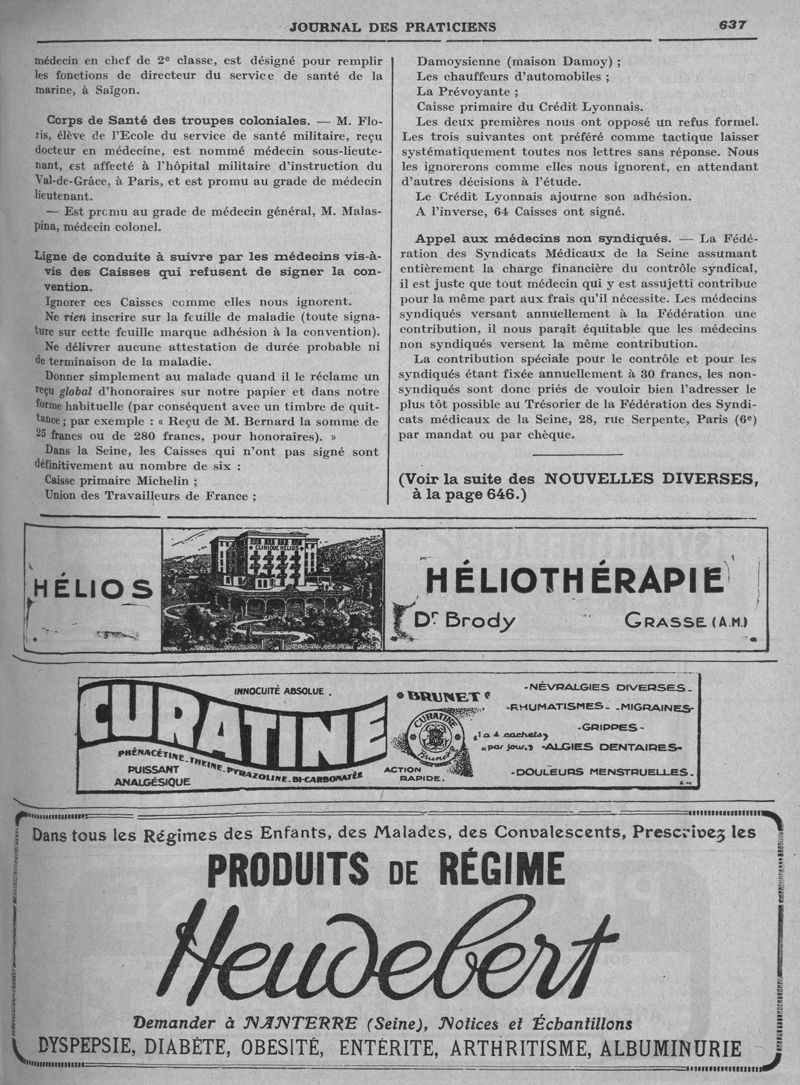 JOURNAL DES PRATICIENS 637
médecin en chef de 2e classe, est désigné pour remplir
les fonctions de directeur du service de santé de la
marine, à Saïgon.
Corps de Santé des troupes coloniales. — M. Flo-
ris, élève de l'Ecole du service de santé militaire, reçu
docteur en médecine, est nommé médecin sous-lieute-
nant, est affecté à l'hôpital militaire d'instruction du
Val-de-Grâce, à Paris, et est promu au grade de médecin
lieutenant.
— Est promu au grade de médecin général, M. Malas-
pina, médecin colonel.
Ligne de conduite à suivre par les médecins vis-à-
vis des Caisses qui refusent de signer la con-
vention.
Ignorer ces Caisses comme elles nous ignorent.
Ne rien inscrire sur la feuille de maladie (toute signa-
ture sur cette feuille marque adhésion à la convention).
Ne délivrer aucune attestation de durée probable ni
de terminaison de la maladie.
Donner simplement au malade quand il le réclame un
reçu global d'honoraires sur notre papier et dans notre
forme habituelle (par conséquent avec un timbre de quit-
tance ; par exemple : « Reçu de M. Bernard la somme de
25 francs ou de 280 francs, pour honoraires). »
Dans la Seine, les Caisses qui n'ont pas signé sont
définitivement au nombre de six :
Caisse primaire Michelin ;
Union des Travailleurs de France ;
Damoysienne (maison Damoy) ;
Les chauffeurs d'automobiles ;
La Prévoyante ;
Caisse primaire du Crédit Lyonnais.
Les deux premières nous ont opposé un refus formel.
Les trois suivantes ont préféré comme tactique laisser
systématiquement toutes nos lettres sans réponse. Nous
les ignorerons comme elles nous ignorent, en attendant
d'autres décisions à l'étude.
Le Crédit Lyonnais ajourne son adhésion.
A l'inverse, 64 Caisses ont signé.
Appel aux médecins non syndiqués. — La Fédé-
ration des Syndicats Médicaux de la Seine assumant
entièrement la charge financière du contrôle syndical,
il est juste que tout médecin qui y est assujetti contribue
pour la même part aux frais qu'il nécessite. Les médecins
syndiqués versant annuellement à la Fédération une
contribution, il nous paraît équitable que les médecins
non syndiqués versent la même contribution.
La contribution spéciale pour le contrôle et pour les
syndiqués étant fixée annuellement à 30 francs, les non-
syndiqués sont donc priés de vouloir bien l'adresser le
plus tôt possible au Trésorier de la Fédération des Syndi-
cats médicaux de la Seine, 28, rue Serpente, Paris (6e)
par mandat ou par chèque.
(Voir la suite des NOUVELLES DIVERSES,
à la page 646.)
HÉLIOS
CLINIQUE HÉLIOS
HÉLIOTHÉRAPIE
Dr Brody GRASSE (A.M.)
INNOCUITÉ ABSOLUE.
CURATINE
PHÉNACÉTINE-THEINE-PYRAZOLINE-BI-CARBONATÉE
PUISSANT
ANALGÉSIQUE
BRUNET
CURATINE
Brunet
ACTION
RAPIDE.
-NÉVRALGIES DIVERSES-
-RHUMATISMES- -MIGRAINES-
-GRIPPES-
"1 à 4 cachets
par jour." -ALGIES DENTAIRES-
-DOULEURS MENSTRUELLES-
Dans tous les Régimes des Enfants, des Malades, des Convalescents, Prescrivez les
PRODUITS DE RÉGIME
Heudebert
Demander à NANTERRE (Seine), Notices et Échantillons
DYSPEPSIE, DIABÈTE, OBESITÉ, ENTÉRITE, ARTHRITISME, ALBUMINURIE